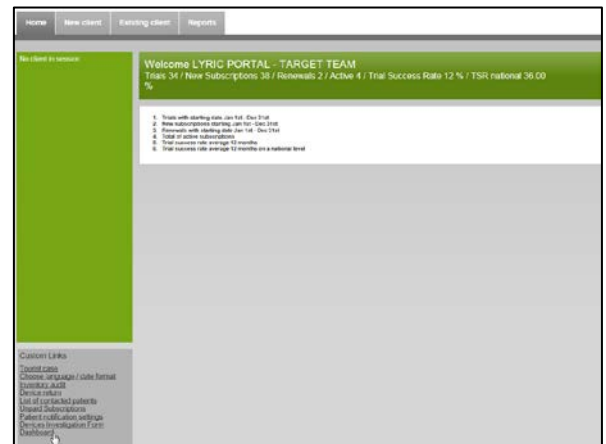 Home New client Existing client Reports
No client in session
Welcome LYRIC PORTAL - TARGET TEAM
Trials 34 / New Subscriptions 38 / Renewals 2 / Active 4 / Trial Success Rate 12 % / TSR national 36.00
%
1. Trials with starting date Jan 1st - Dec 31st
2. New subscriptions starting Jan 1st - Dec 31st
3. Renewals with starting date Jan 1st - Dec 31st
4. Total of active subscriptions
5. Trial success rate average 12 months
6. Trial success rate average 12 months on a national level
Custom Links
Tourist case
Choose language / date format
Inventory audit
Device return
List of contacted patients
Unpaid Subscriptions
Patient notification settings
Devices Investigation Form
Dashboard